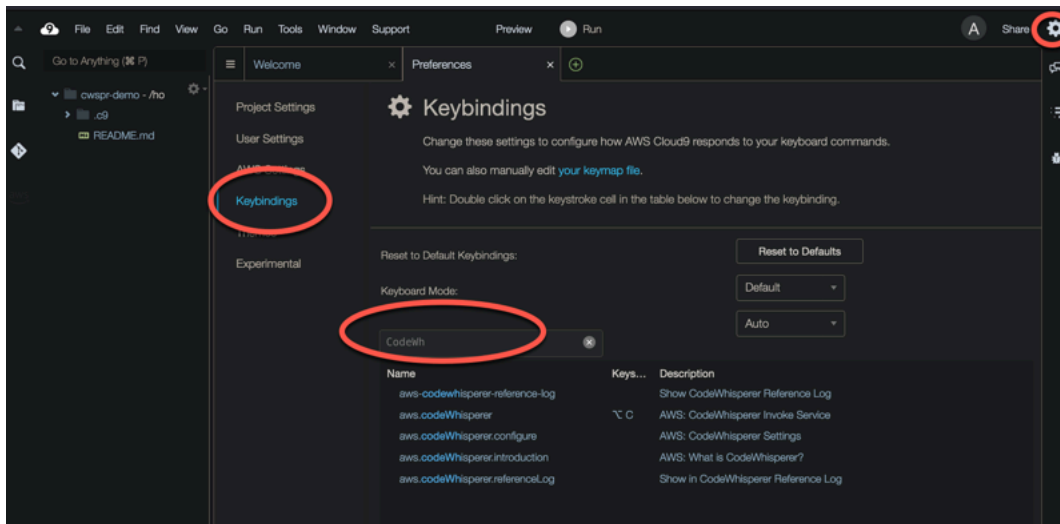 9 File Edit Find View Go Run Tools Window Support Preview Run A Share
Go to Anything (⌘ P) Welcome × Preferences ×
cwspr-demo - /ho
.c9
README.md
Project Settings
User Settings
AWS Settings
Keybindings
Themes
Experimental
Keybindings
Change these settings to configure how AWS Cloud9 responds to your keyboard commands.
You can also manually edit your keymap file.
Hint: Double click on the keystroke cell in the table below to change the keybinding.
Reset to Default Keybindings: Reset to Defaults
Keyboard Mode: Default
Auto
CodeWh
Name Keys... Description
aws-codewhisperer-reference-log Show CodeWhisperer Reference Log
aws.codeWhisperer ⌥ C AWS: CodeWhisperer Invoke Service
aws.codeWhisperer.configure AWS: CodeWhisperer Settings
aws.codeWhisperer.introduction AWS: What is CodeWhisperer?
aws.codeWhisperer.referenceLog Show in CodeWhisperer Reference Log